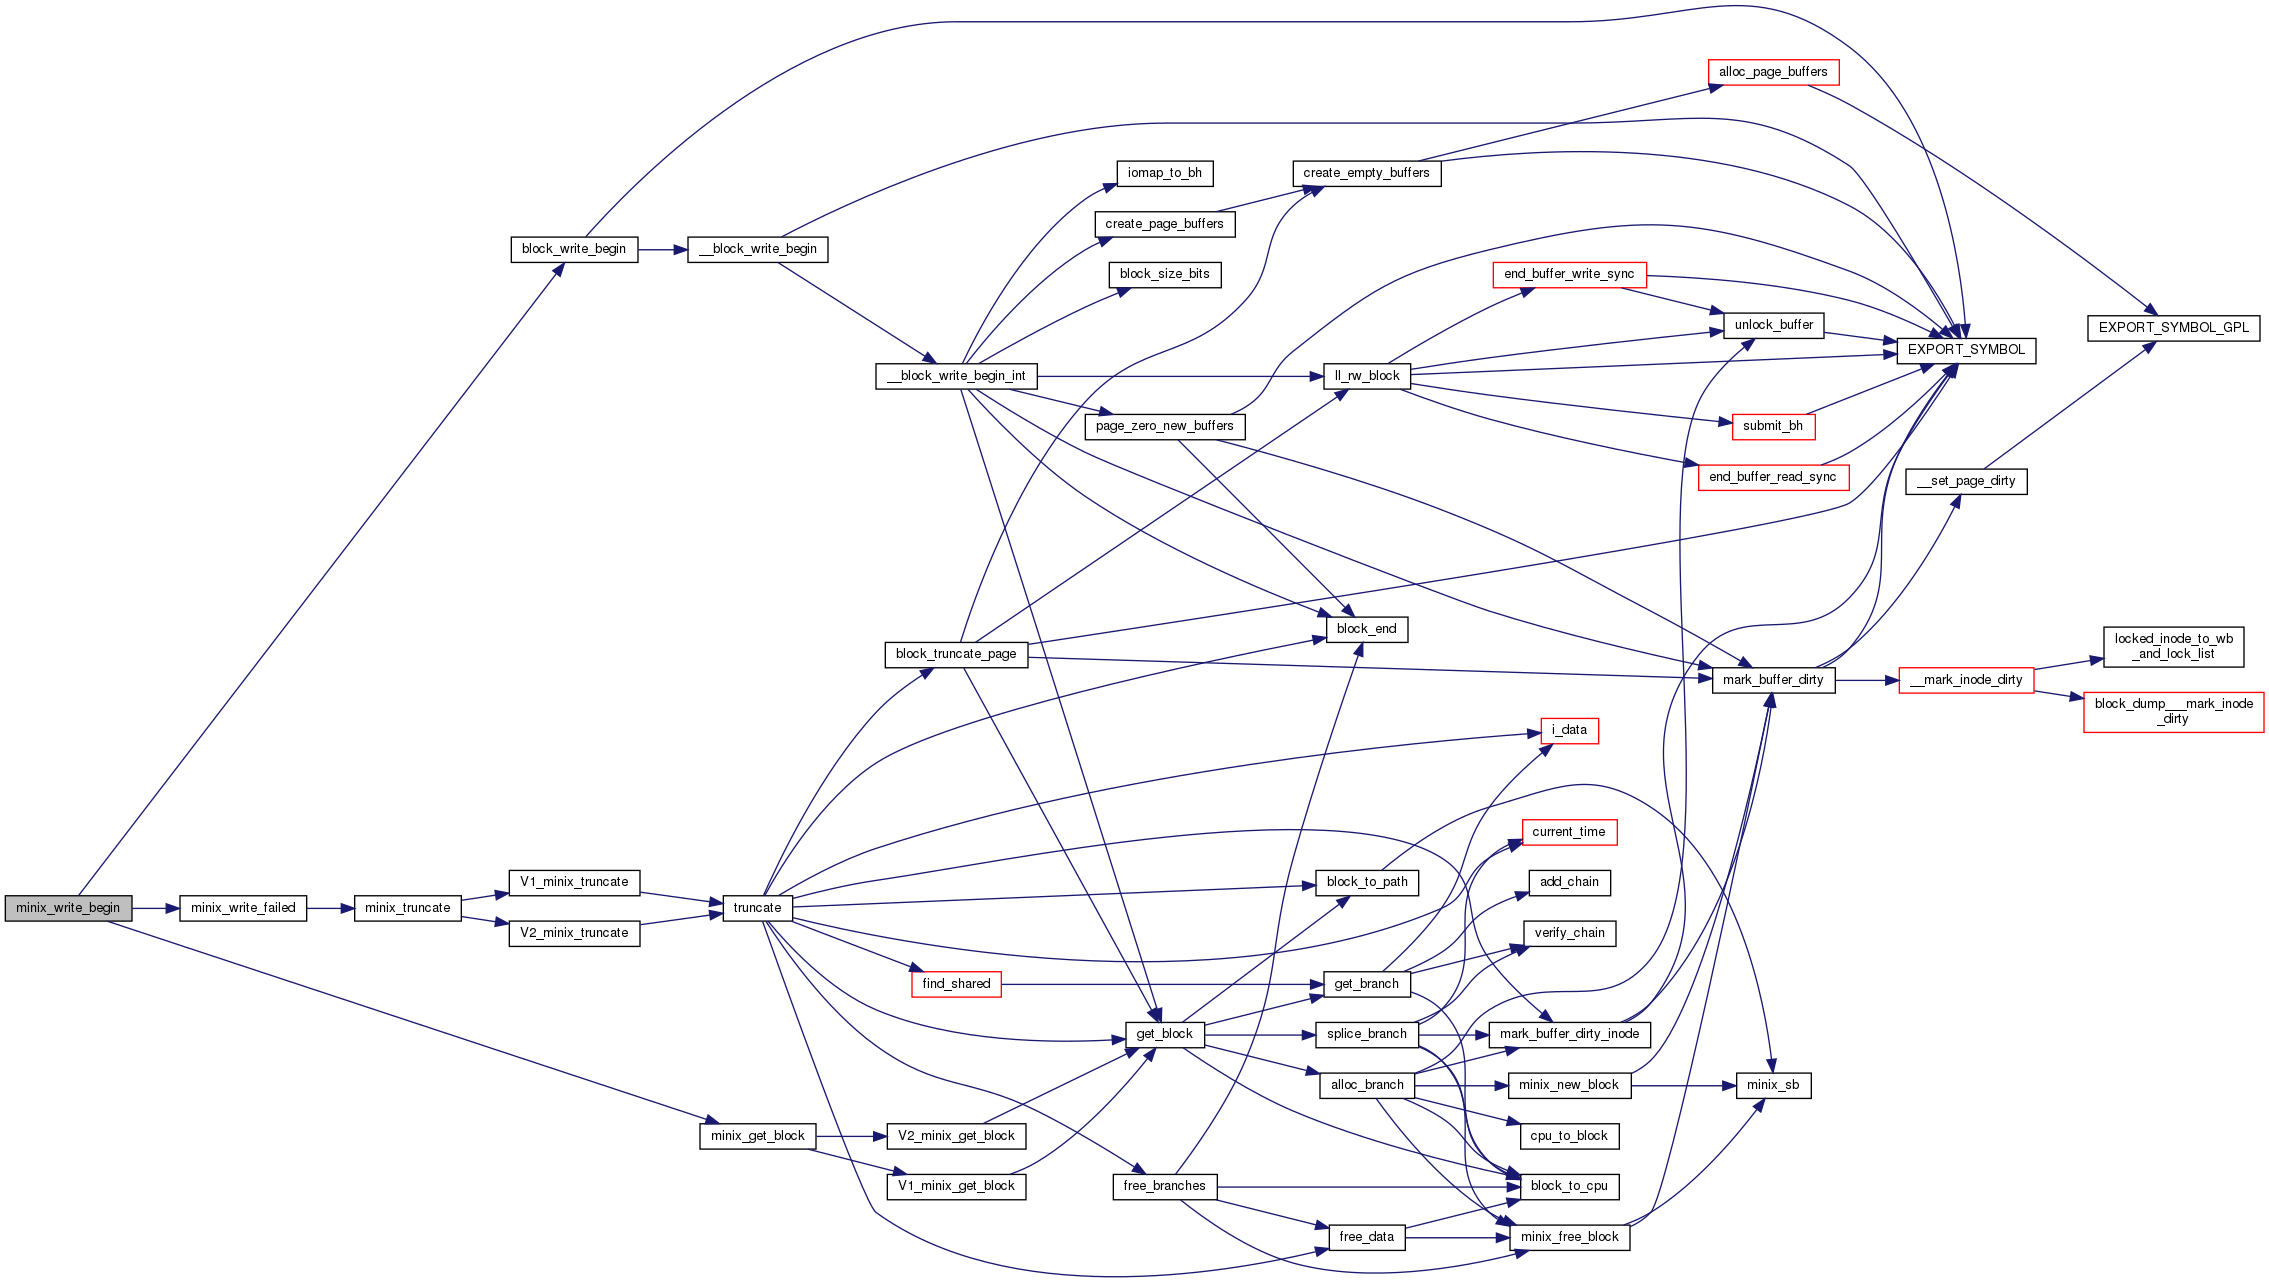 minix_write_begin
block_write_begin
minix_write_failed
minix_get_block
minix_truncate
V1_minix_truncate
V2_minix_truncate
__block_write_begin
truncate
V2_minix_get_block
V1_minix_get_block
__block_write_begin_int
block_truncate_page
find_shared
iomap_to_bh
create_page_buffers
block_size_bits
page_zero_new_buffers
get_block
free_branches
create_empty_buffers
ll_rw_block
block_end
block_to_path
get_branch
splice_branch
alloc_branch
free_data
end_buffer_write_sync
i_data
current_time
add_chain
verify_chain
mark_buffer_dirty_inode
minix_new_block
cpu_to_block
block_to_cpu
minix_free_block
alloc_page_buffers
unlock_buffer
submit_bh
end_buffer_read_sync
mark_buffer_dirty
minix_sb
EXPORT_SYMBOL
__set_page_dirty
__mark_inode_dirty
EXPORT_SYMBOL_GPL
locked_inode_to_wb
_and_lock_list
block_dump___mark_inode
_dirty